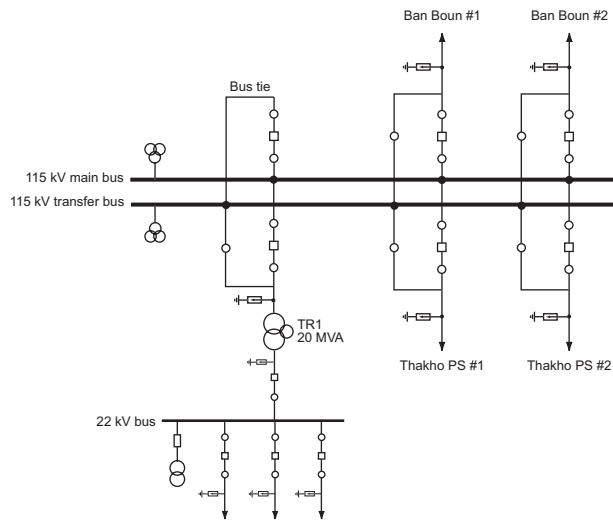 Ban Boun #1
Ban Boun #2
Bus tie
115 kV main bus
115 kV transfer bus
TR1
20 MVA
Thakho PS #1
Thakho PS #2
22 kV bus